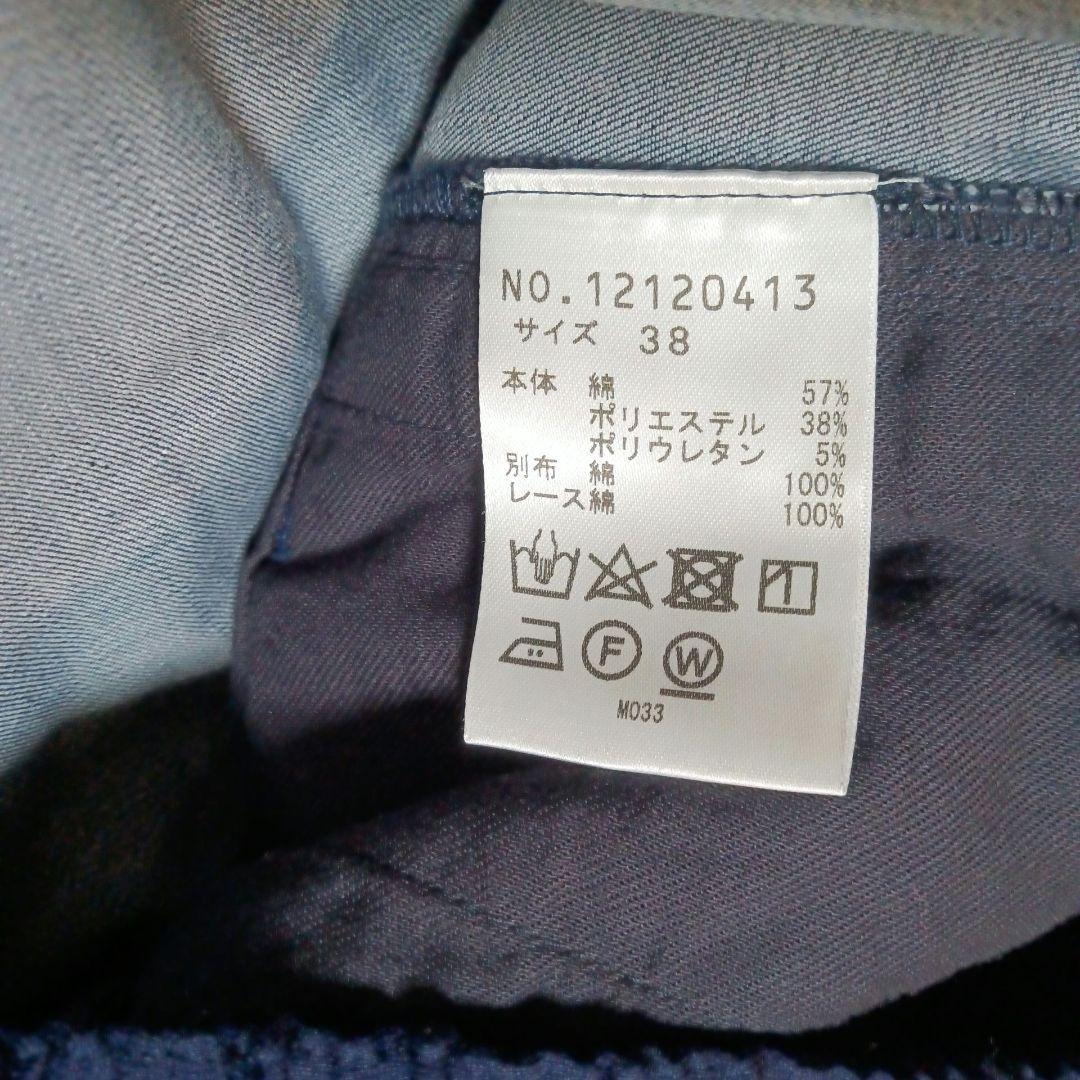 NO.12120413
サイズ 38
本体 綿 57%
ポリエステル 38%
ポリウレタン 5%
別布 綿 100%
レース綿 100%
F W
M033